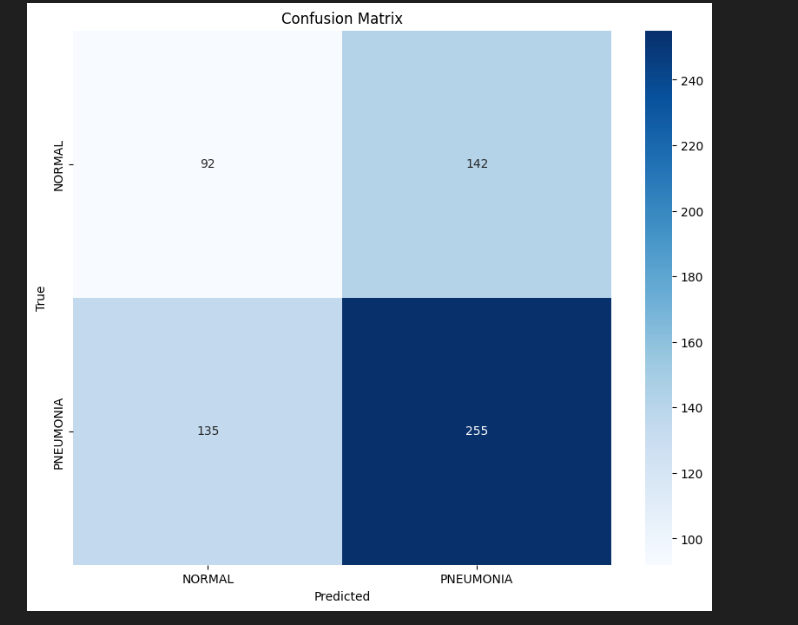 Confusion Matrix
NORMAL
92
142
True
PNEUMONIA
135
255
NORMAL
PNEUMONIA
Predicted
240
220
200
180
160
140
120
100